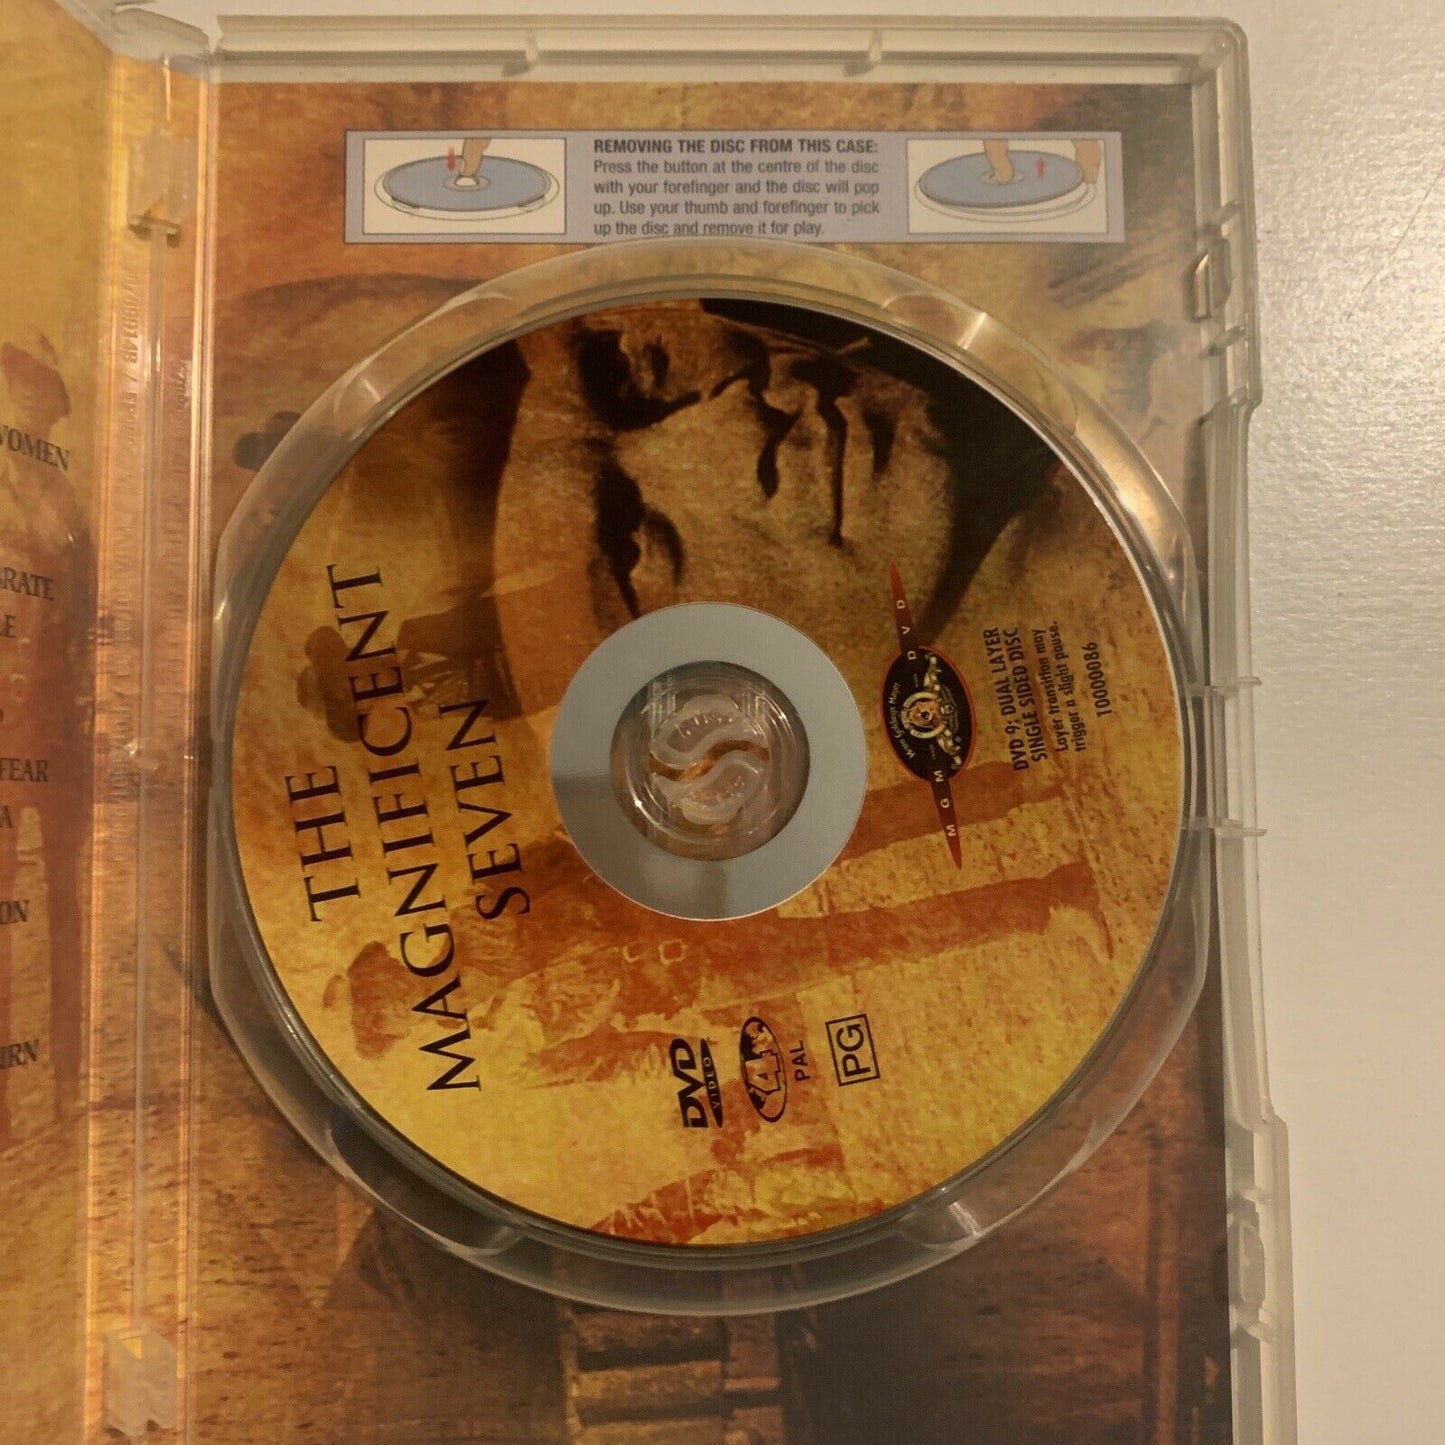 REMOVING THE DISC FROM THIS CASE:
Press the button at the centre of the disc
with your forefinger and the disc will pop
up. Use your thumb and forefinger to pick
up the disc and remove it for play.
THE
MAGNIFICENT
SEVEN
MGM DVD
DVD 9: DUAL LAYER
SINGLE SIDED DISC
Layer transition may
trigger a slight pause.
10000086
DVD
VIDEO
4
PAL
PG
FEAR
A
ON